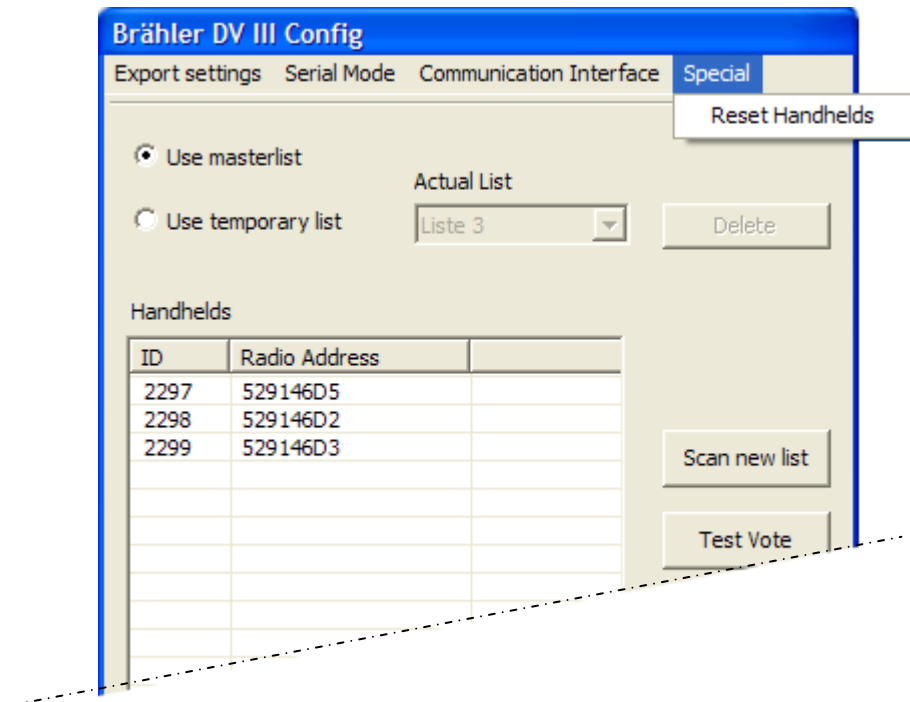 Brähler DV III Config
Export settings Serial Mode Communication Interface Special
Reset Handhelds
Use masterlist
Actual List
Use temporary list Liste 3 Delete
Handhelds
ID Radio Address
2297 529146D5
2298 529146D2
2299 529146D3
Scan new list
Test Vote